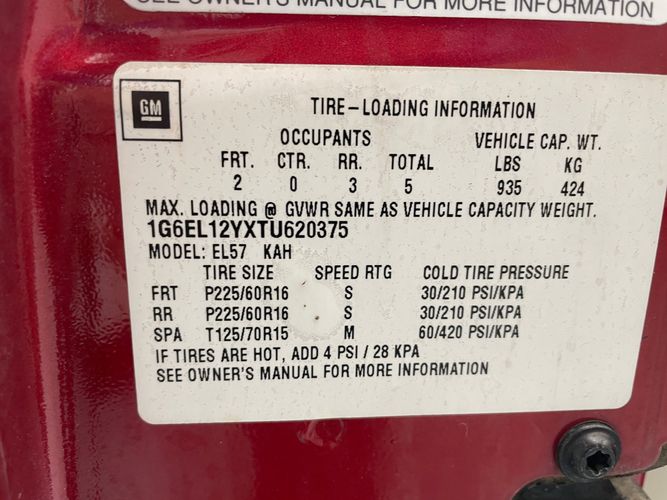 SEE OWNER'S MANUAL FOR MORE INFORMATION
GM
TIRE-LOADING INFORMATION
OCCUPANTS VEHICLE CAP. WT.
FRT. CTR. RR. TOTAL LBS KG
2 0 3 5 935 424
MAX. LOADING @ GVWR SAME AS VEHICLE CAPACITY WEIGHT.
1G6EL12YXTU620375
MODEL: EL57 KAH
TIRE SIZE SPEED RTG COLD TIRE PRESSURE
FRT P225/60R16 S 30/210 PSI/KPA
RR P225/60R16 S 30/210 PSI/KPA
SPA T125/70R15 M 60/420 PSI/KPA
IF TIRES ARE HOT, ADD 4 PSI / 28 KPA
SEE OWNER'S MANUAL FOR MORE INFORMATION